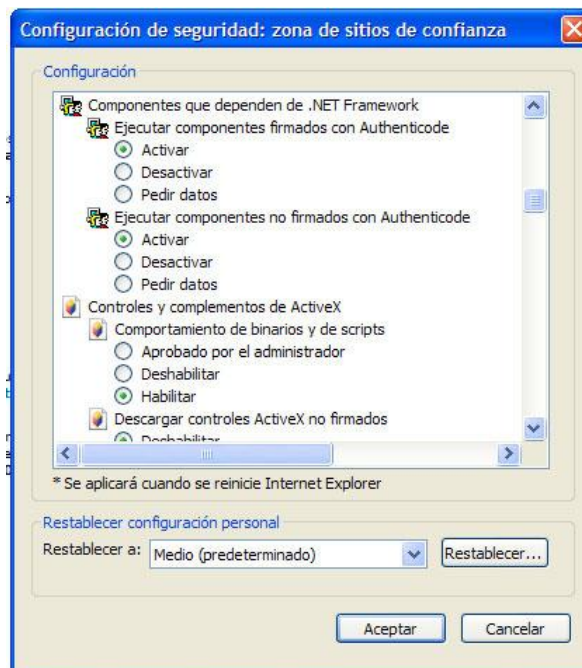 Configuración de seguridad: zona de sitios de confianza
Configuración
Componentes que dependen de .NET Framework
Ejecutar componentes firmados con Authenticode
Activar
Desactivar
Pedir datos
Ejecutar componentes no firmados con Authenticode
Activar
Desactivar
Pedir datos
Controles y complementos de ActiveX
Comportamiento de binarios y de scripts
Aprobado por el administrador
Deshabilitar
Habilitar
Descargar controles ActiveX no firmados
Deshabilitar
* Se aplicará cuando se reinicie Internet Explorer
Restablecer configuración personal
Restablecer a: Medio (predeterminado) Restablecer...
Aceptar Cancelar